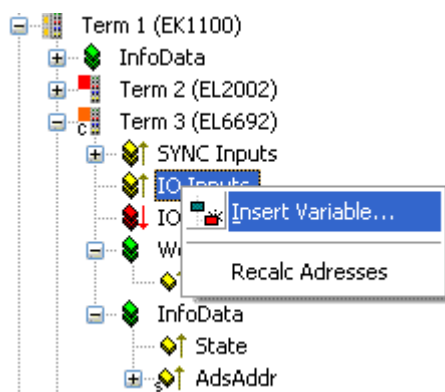 Term 1 (EK1100)
InfoData
Term 2 (EL2002)
Term 3 (EL6692)
C
SYNC Inputs
IO Inputs
Insert Variable...
IO
Recalc Adresses
InfoData
State
S
AdsAddr